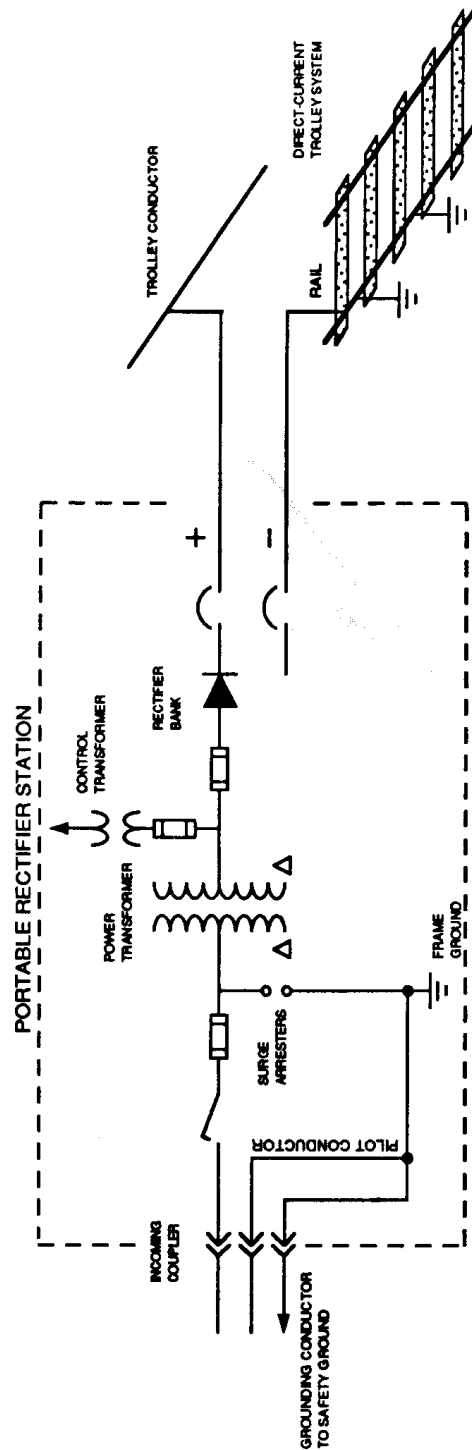 PORTABLE RECTIFIER STATION
INCOMING
COUPLER
GROUNDING CONDUCTOR
TO SAFETY GROUND
PILOT CONDUCTOR
SURGE
ARRESTERS
FRAME
GROUND
POWER
TRANSFORMER
Δ
Δ
CONTROL
TRANSFORMER
RECTIFIER
BANK
+
−
TROLLEY CONDUCTOR
DIRECT-CURRENT
TROLLEY SYSTEM
RAIL